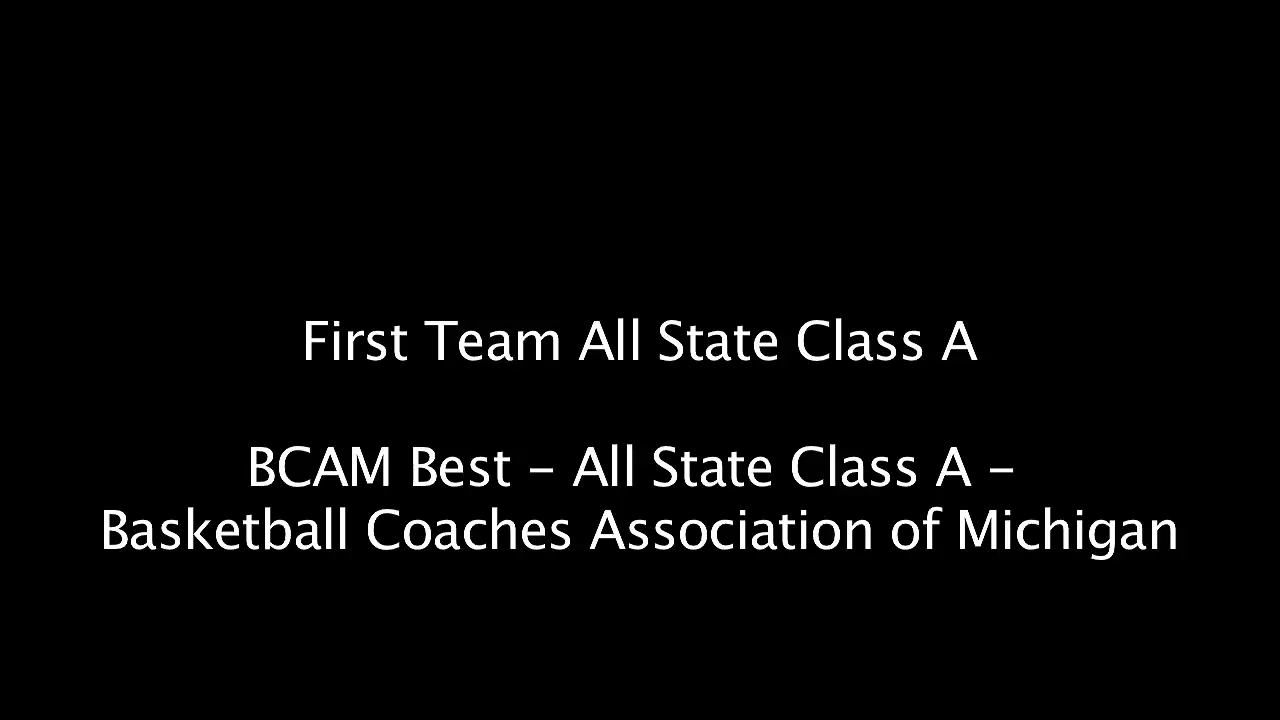 First Team All State Class A
BCAM Best – All State Class A –
Basketball Coaches Association of Michigan